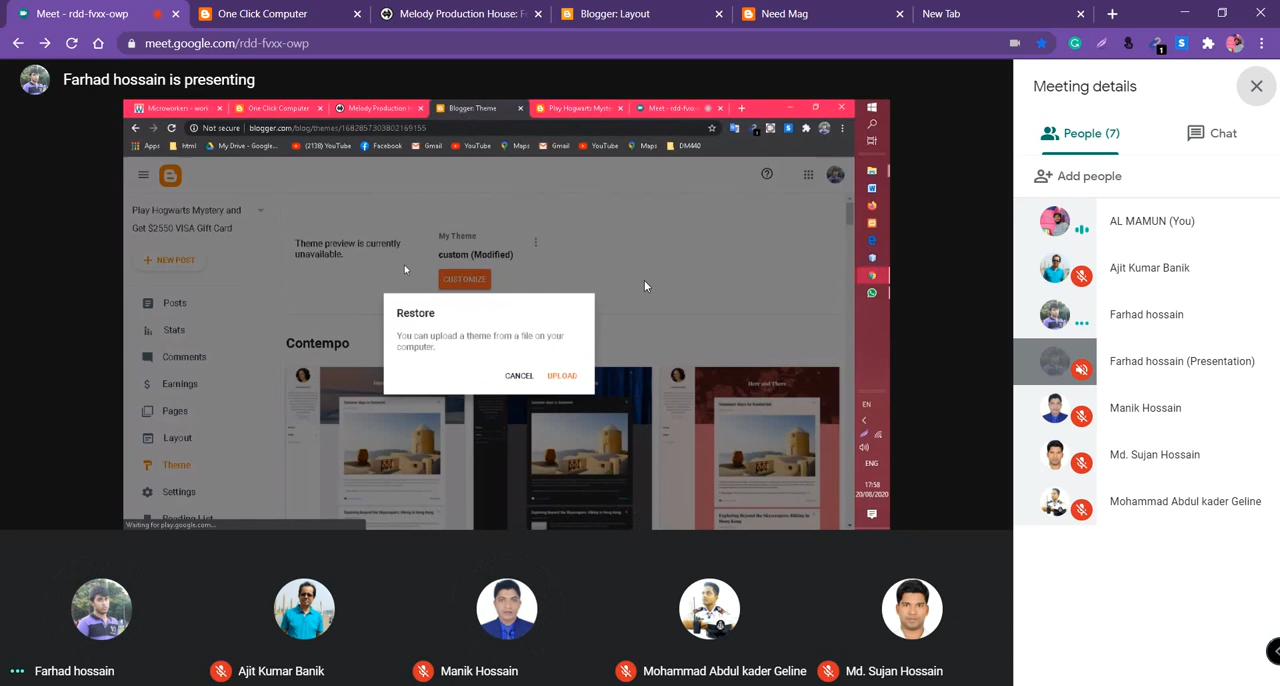 Meet - rdd-fvxx-owp
One Click Computer
Melody Production House: F
Blogger: Layout
Need Mag
New Tab
meet.google.com/rdd-fvxx-owp
1
Farhad hossain is presenting
Microworkers - work
One Click Computer
Melody Production H
Blogger: Theme
Play Hogwarts Myste
Meet - rdd-fvxx
Not secure | blogger.com/blog/themes/1682857303802169155
Apps
html
My Drive - Google...
(2138) YouTube
Facebook
Gmail
YouTube
Maps
Gmail
YouTube
Maps
DM440
Play Hogwarts Mystery and
Get $2550 VISA Gift Card
NEW POST
Posts
Stats
Comments
Earnings
Pages
Layout
Theme
Settings
Reading List
Waiting for play.google.com...
Theme preview is currently
unavailable.
My Theme
custom (Modified)
CUSTOMIZE
Restore
You can upload a theme from a file on your
computer.
CANCEL
UPLOAD
Contempo
Here and There
EN
ENG
17:58
20/08/2020
Meeting details
People (7)
Chat
Add people
AL MAMUN (You)
Ajit Kumar Banik
Farhad hossain
Farhad hossain (Presentation)
Manik Hossain
Md. Sujan Hossain
Mohammad Abdul kader Geline
Farhad hossain
Ajit Kumar Banik
Manik Hossain
Mohammad Abdul kader Geline
Md. Sujan Hossain